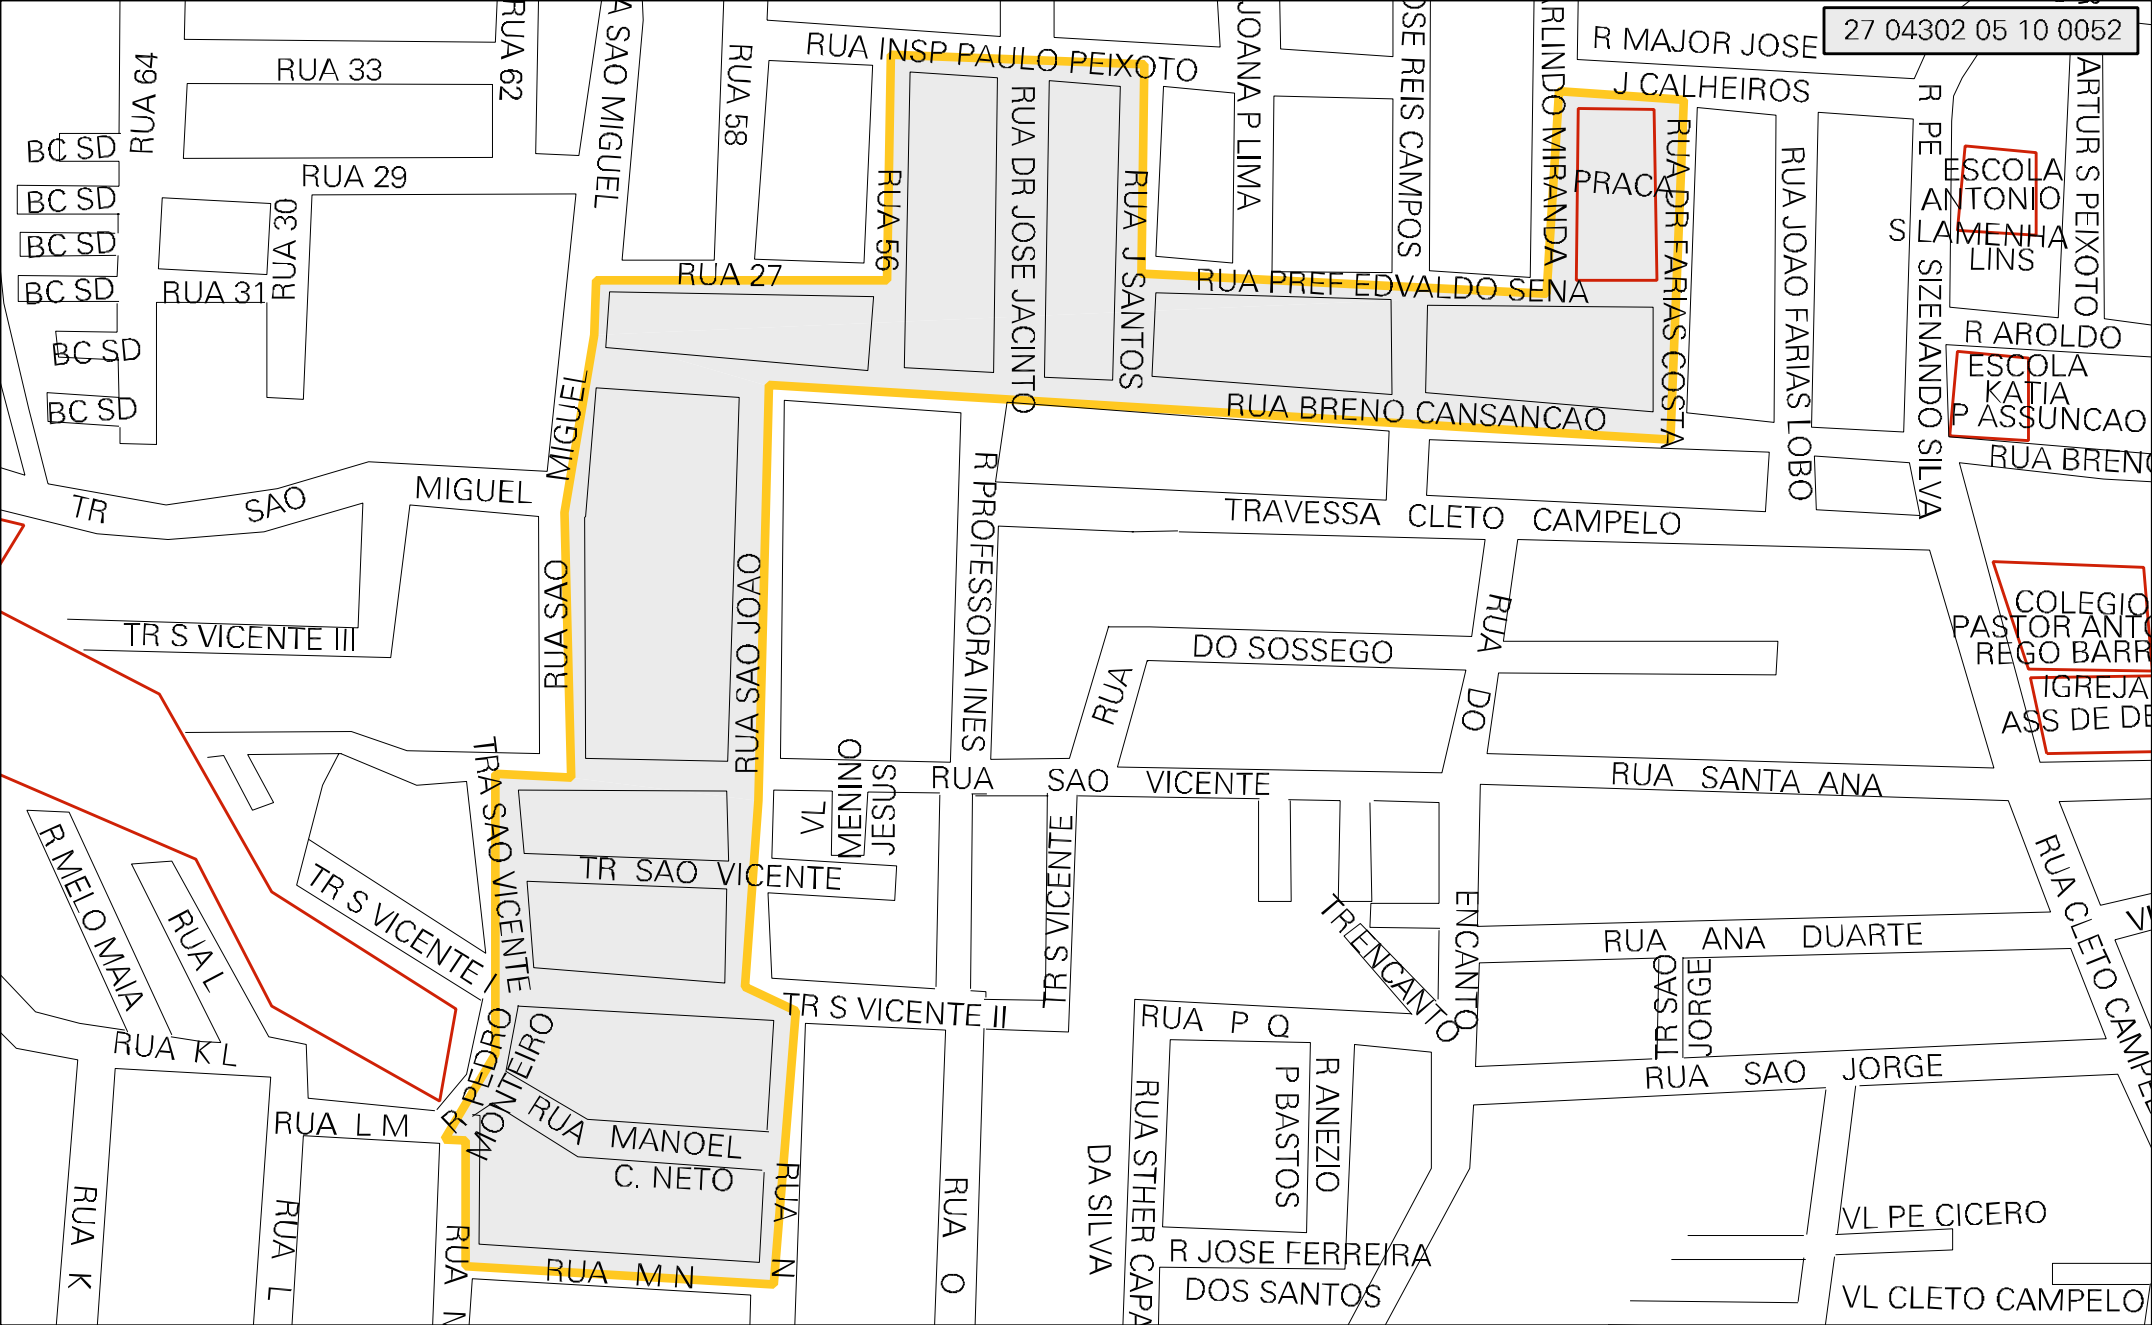 27 04302 05 10 0052
RUA INSP PAULO PEIXOTO
R MAJOR JOSE
J CALHEIROS
RUA 33
RUA 64
RUA 62
A SAO MIGUEL
RUA 58
JOANA P LIMA
OSE REIS CAMPOS
ARLINDO MIRANDA
R PE SIZENANDO SILVA
ARTUR S PEIXOTO
BC SD
BC SD
BC SD
BC SD
BC SD
BC SD
RUA 29
RUA 30
RUA 31
RUA 27
RUA 56
RUA DR JOSE JACINTO
RUA J SANTOS
PRACA
RUA DR FARIAS COSTA
RUA JOAO FARIAS LOBO
ESCOLA
ANTONIO
S LAMENHA
LINS
RUA PREF EDVALDO SENA
R AROLDO
ESCOLA
KATIA
P ASSUNCAO
RUA BRENO CANSANCAO
RUA BRENO
TR SAO MIGUEL
RUA SAO MIGUEL
TRAVESSA CLETO CAMPELO
R PROFESSORA INES
RUA SAO JOAO
TR S VICENTE III
RUA DO SOSSEGO
RUA DO ENCANTO
COLEGIO
PASTOR ANTO
REGO BARR
IGREJA
ASS DE DE
RUA SAO VICENTE
RUA SANTA ANA
VL MENINO
JESUS
TRA SAO VICENTE
TR SAO VICENTE
TR S VICENTE
R MELO MAIA
RUA L
TR S VICENTE I
TR ENCANTO
RUA ANA DUARTE
RUA CLETO CAMPE
TR SAO
JORGE
TR S VICENTE II
RUA P Q
RUA K L
R PEDRO
MONTEIRO
RUA SAO JORGE
RUA L M
RUA MANOEL
C. NETO
R ANEZIO
P BASTOS
RUA STHER CAPA
DA SILVA
RUA K
RUA L
RUA
RUA N
RUA O
RUA M N
VL PE CICERO
R JOSE FERREIRA
DOS SANTOS
VL CLETO CAMPELO